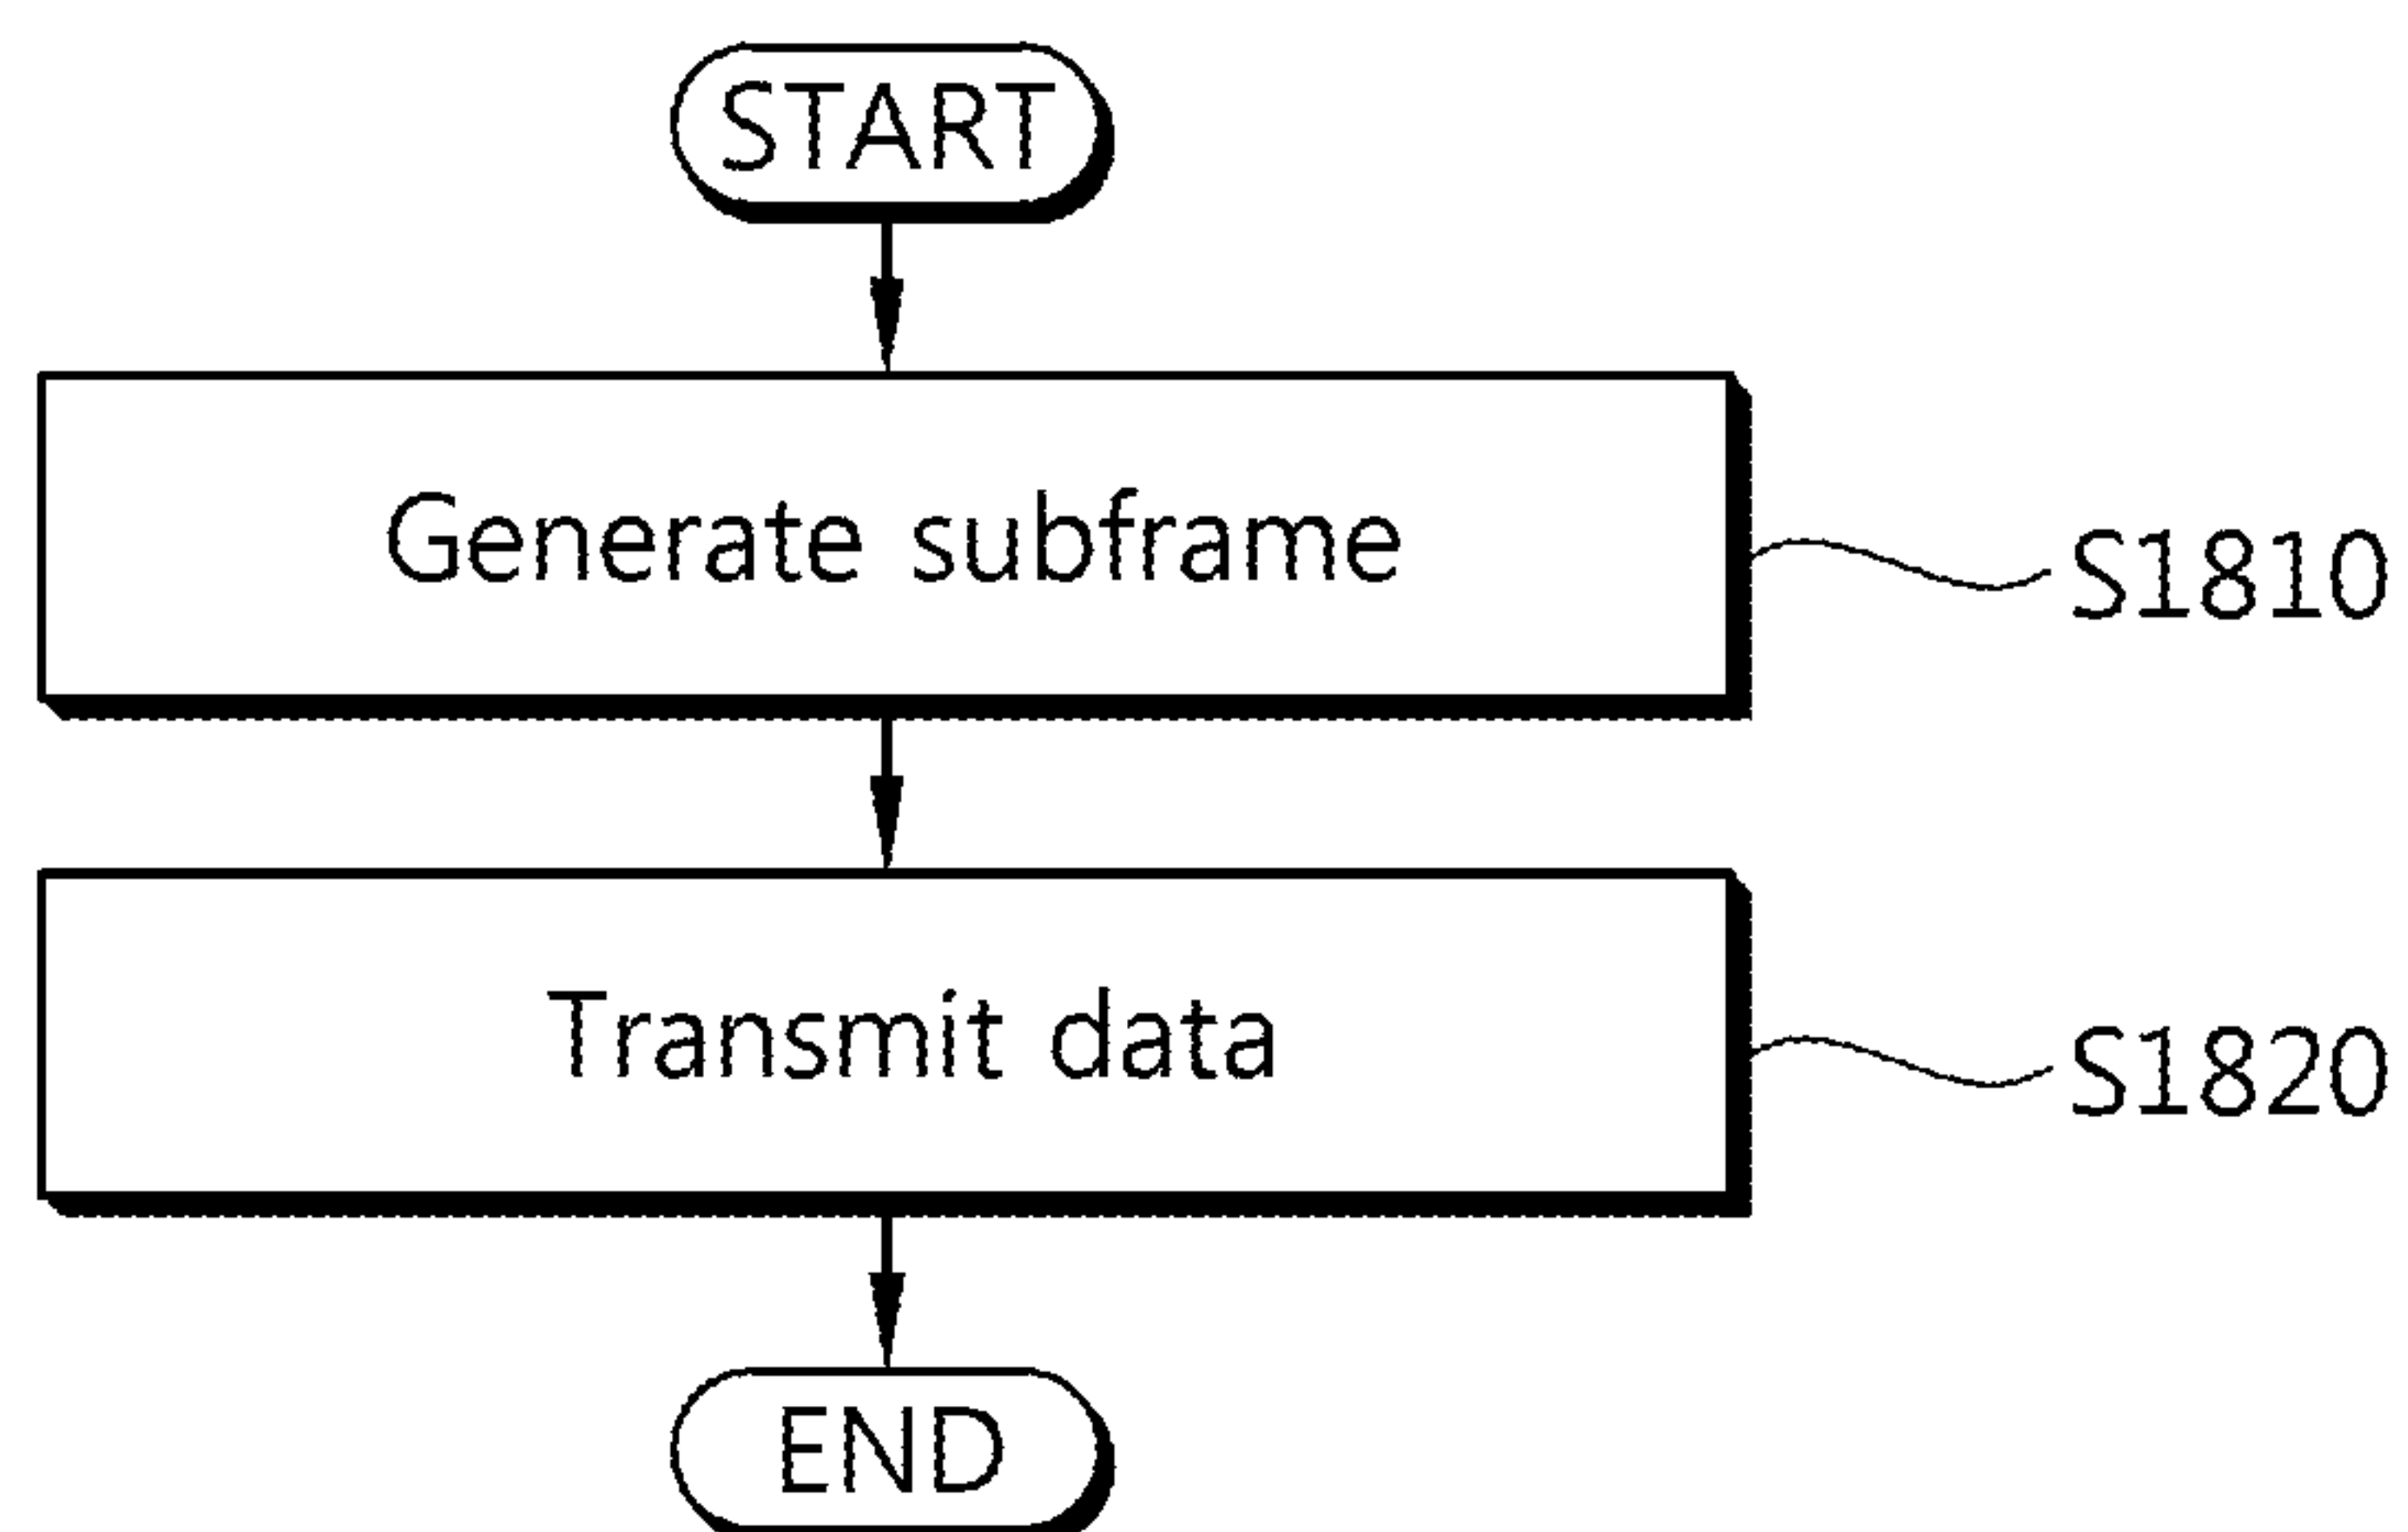 START
Generate subframe
S1810
Transmit data
S1820
END